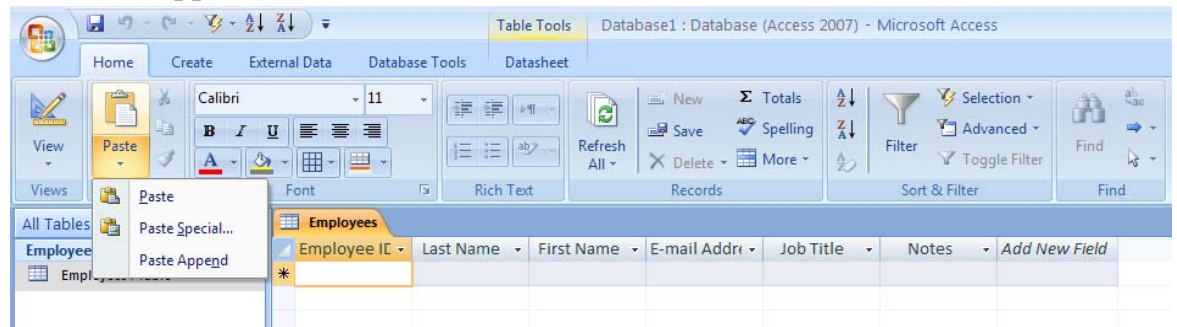 Table Tools Database1 : Database (Access 2007) - Microsoft Access
Home Create External Data Database Tools Datasheet
Calibri 11 New Σ Totals Selection
View Paste B I U Save Spelling Filter Advanced Find
A Refresh All Delete More Toggle Filter
Views Font Rich Text Records Sort & Filter Find
Paste
Paste Special...
Paste Append
All Tables Employees
Employee ID Last Name First Name E-mail Addre Job Title Notes Add New Field